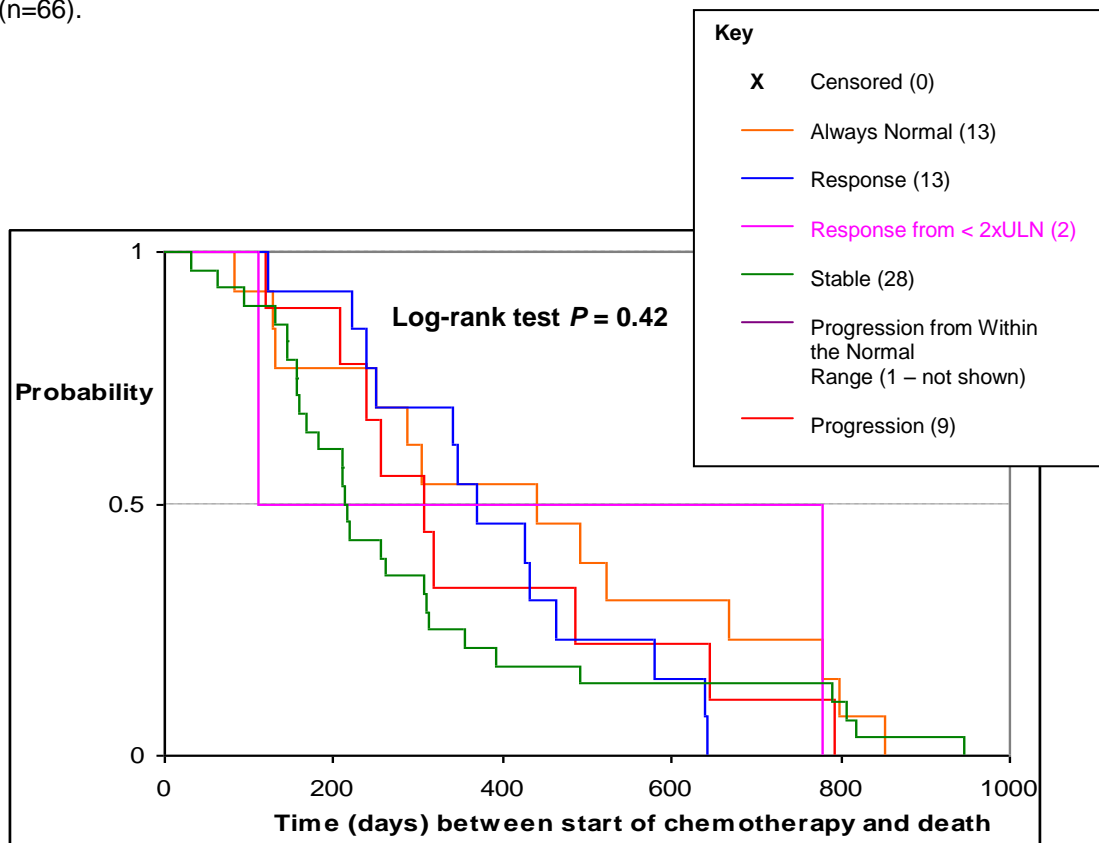 (n=66).
Key
X Censored (0)
Always Normal (13)
Response (13)
Response from < 2xULN (2)
Stable (28)
Progression from Within
the Normal
Range (1 – not shown)
Progression (9)
1
Log-rank test P = 0.42
Probability
0.5
0
0 200 400 600 800 1000
Time (days) between start of chemotherapy and death